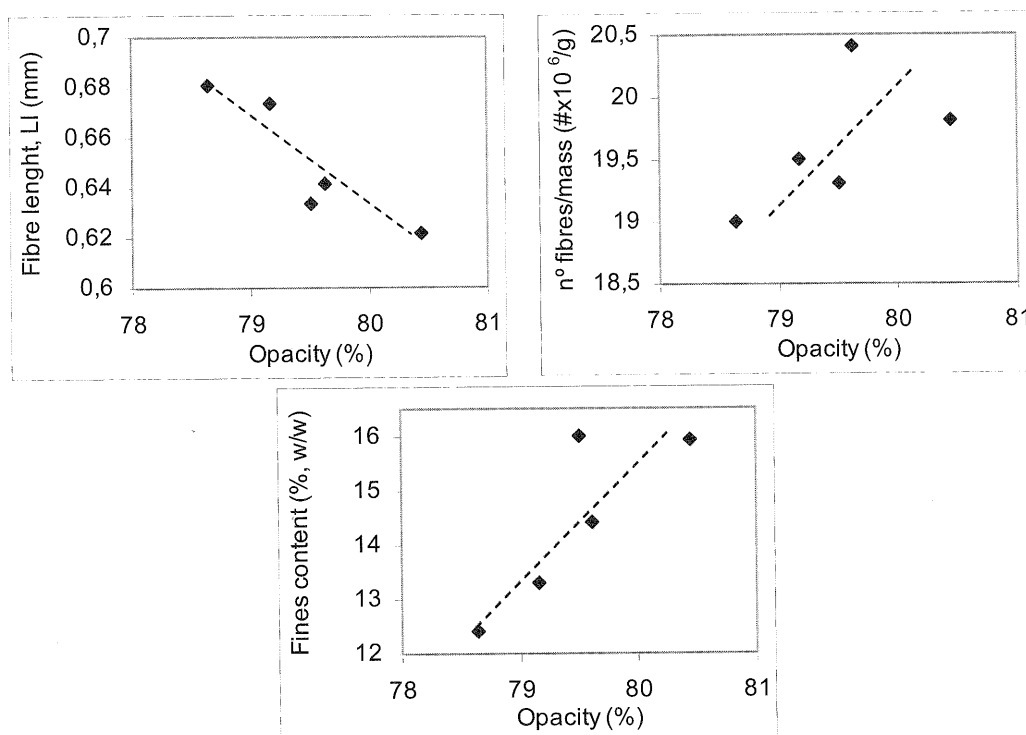 Fibre lenght, Ll (mm)
0,7
0,68
0,66
0,64
0,62
0,6
78 79 80 81
Opacity (%)
nº fibres/mass (#x10 6/g)
20,5
20
19,5
19
18,5
78 79 80 81
Opacity (%)
Fines content (%, w/w)
16
15
14
13
12
78 79 80 81
Opacity (%)